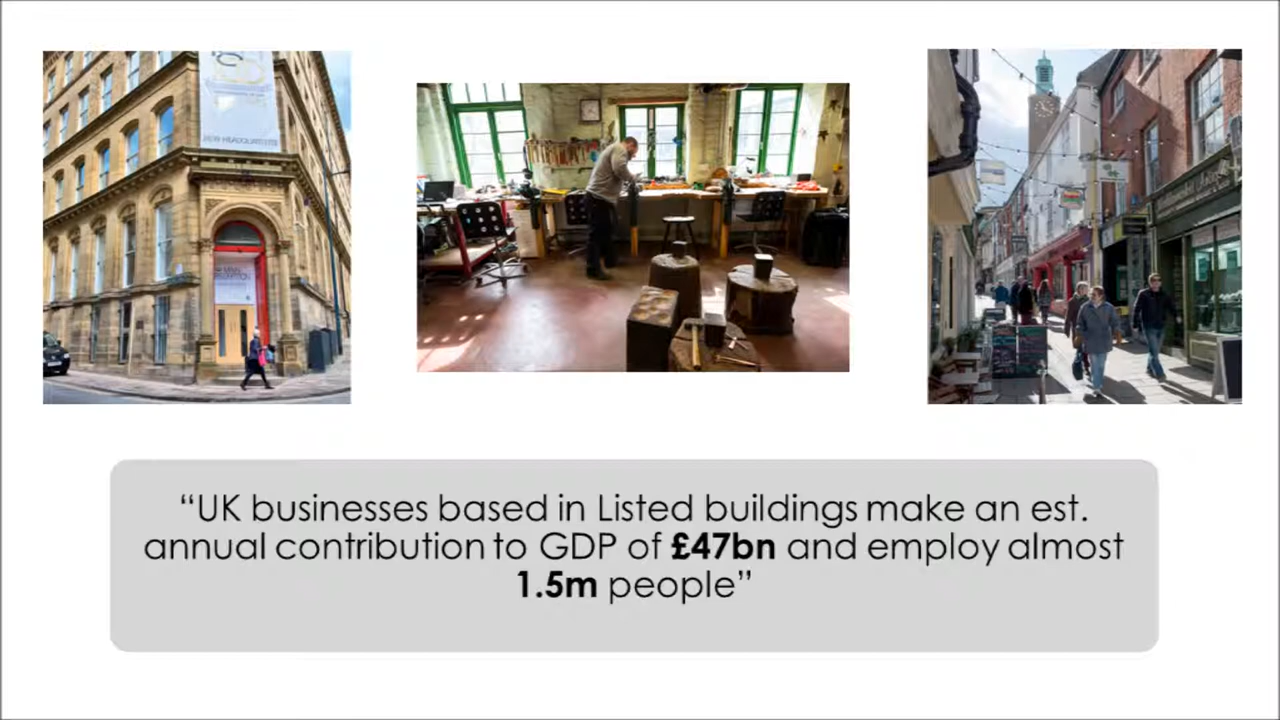 “UK businesses based in Listed buildings make an est.
annual contribution to GDP of £47bn and employ almost
1.5m people”